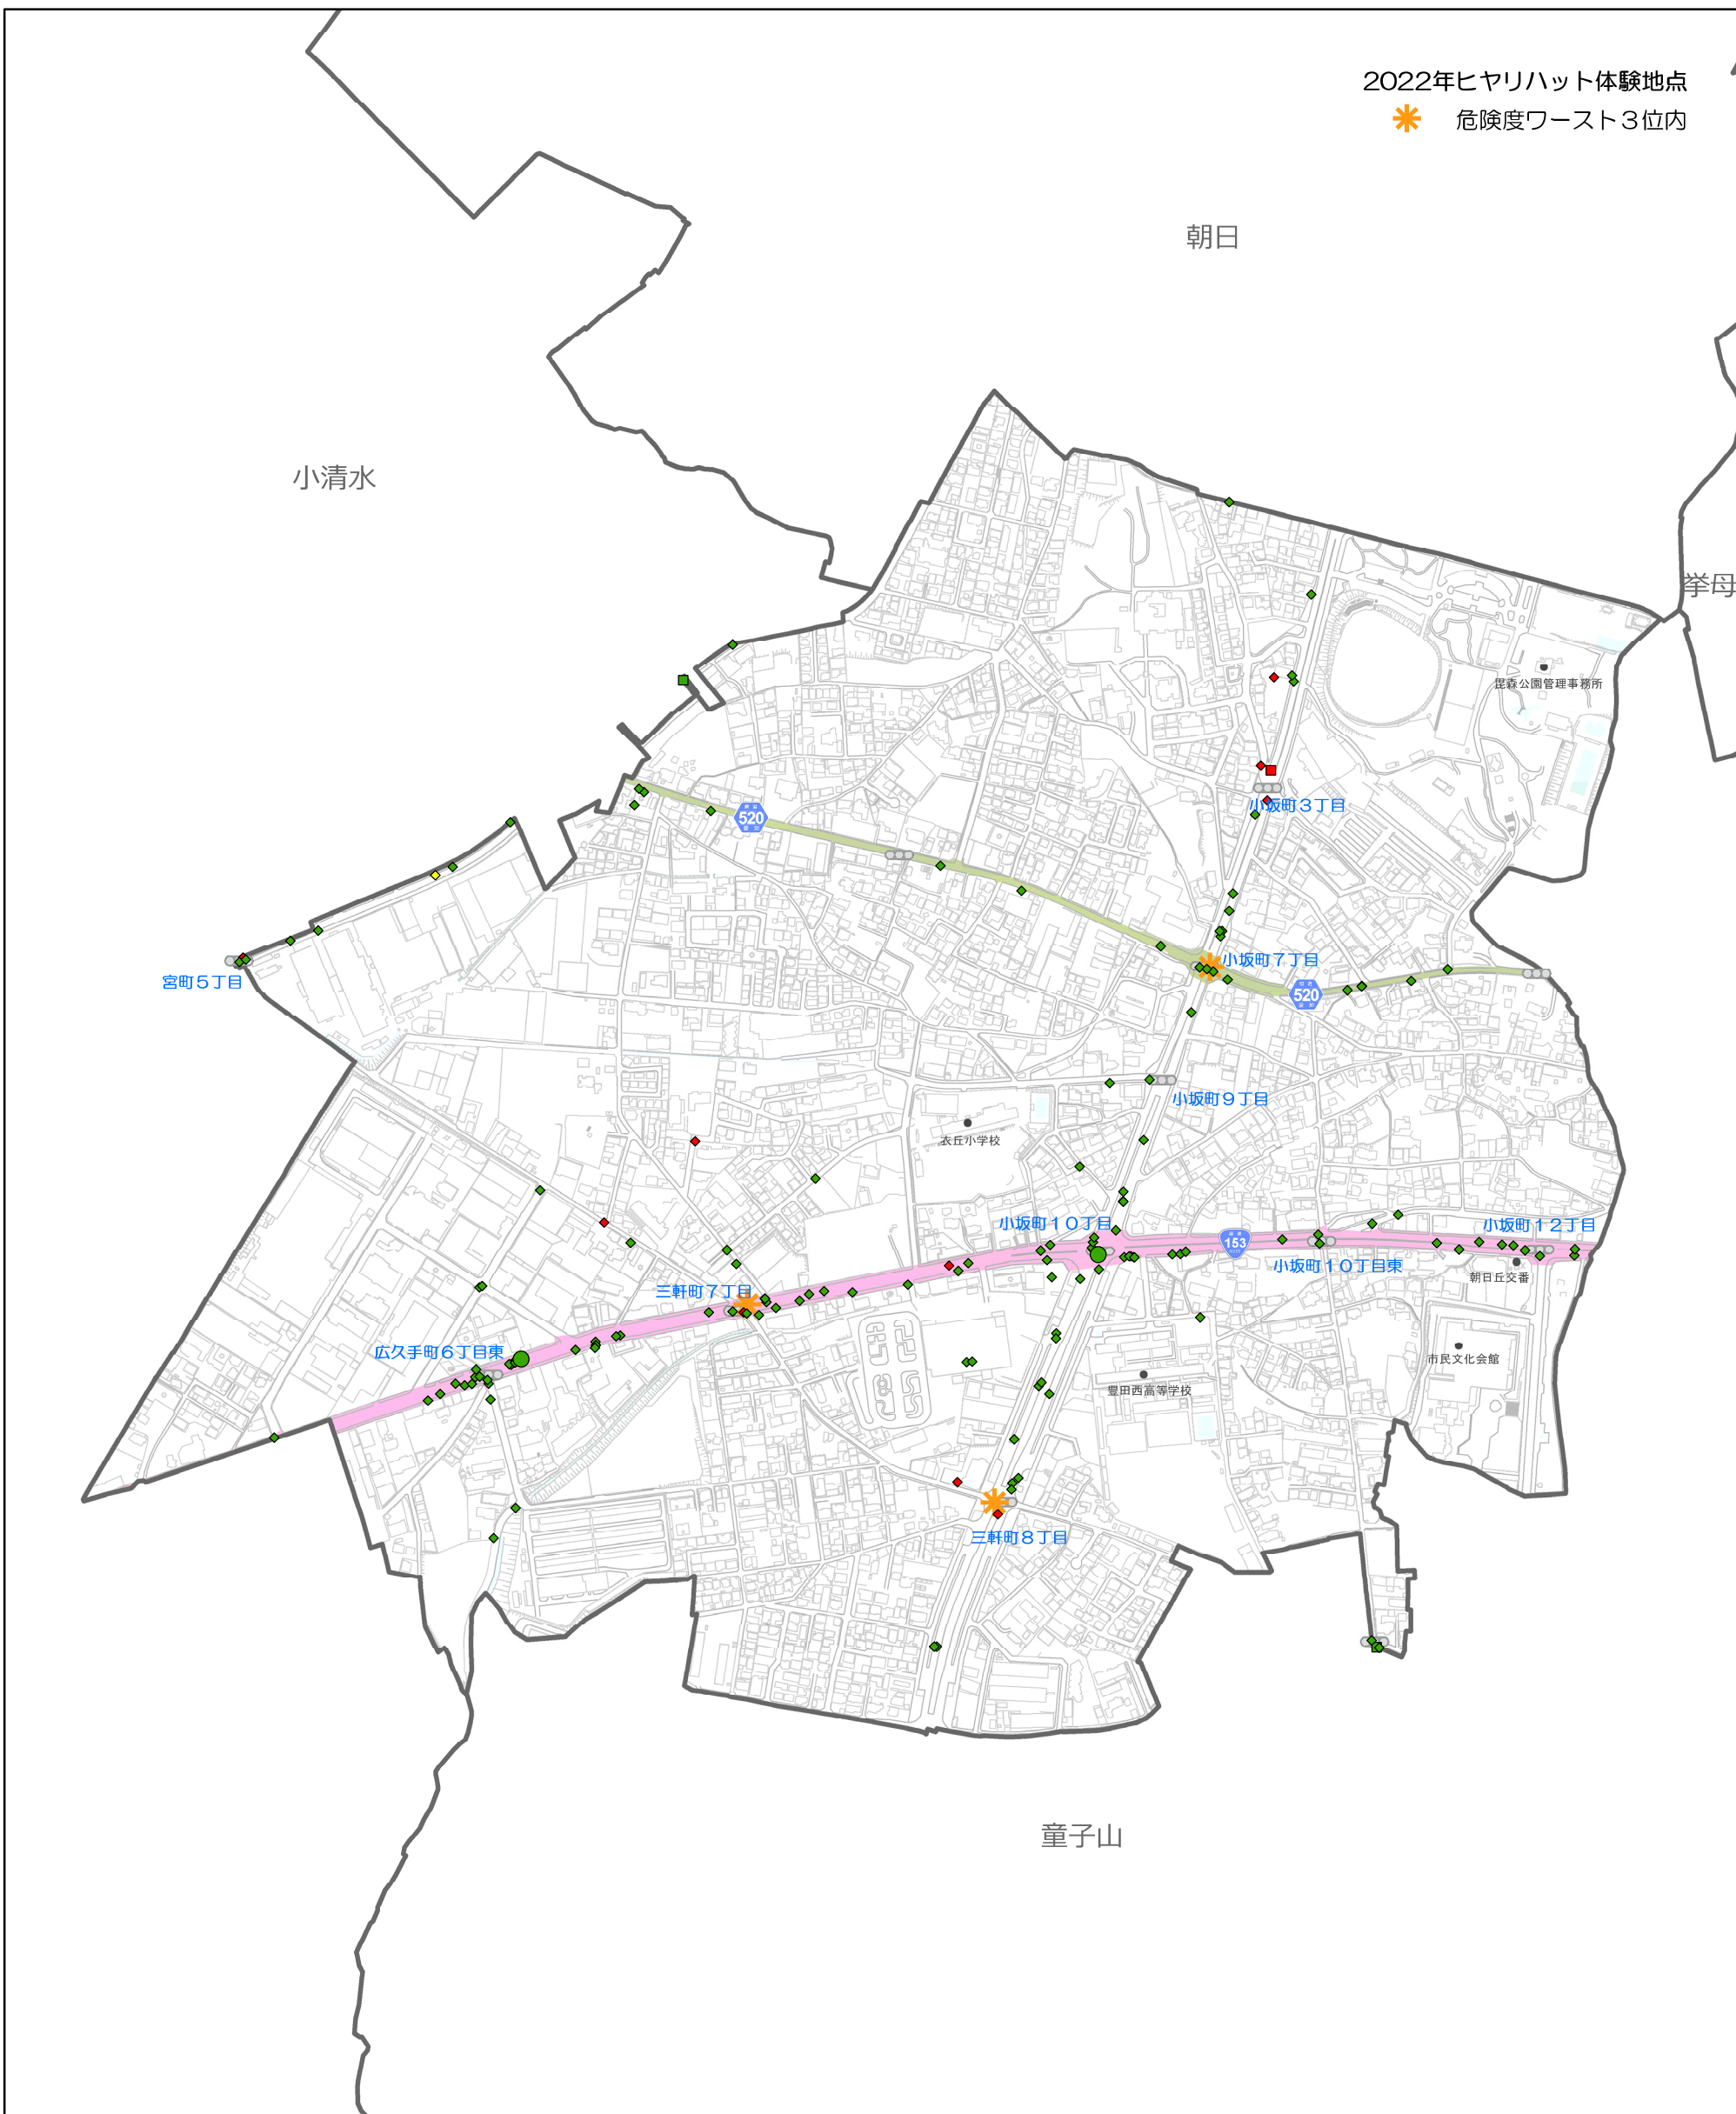 2022年ヒヤリハット体験地点
危険度ワースト3位内
朝日
小清水
挙母
毘森公園管理事務所
小坂町3丁目
520
小坂町7丁目
宮町5丁目
520
小坂町9丁目
衣丘小学校
小坂町10丁目
小坂町12丁目
153
小坂町10丁目東
朝日丘交番
三軒町7丁目
広久手町6丁目東
市民文化会館
豊田西高等学校
三軒町8丁目
童子山